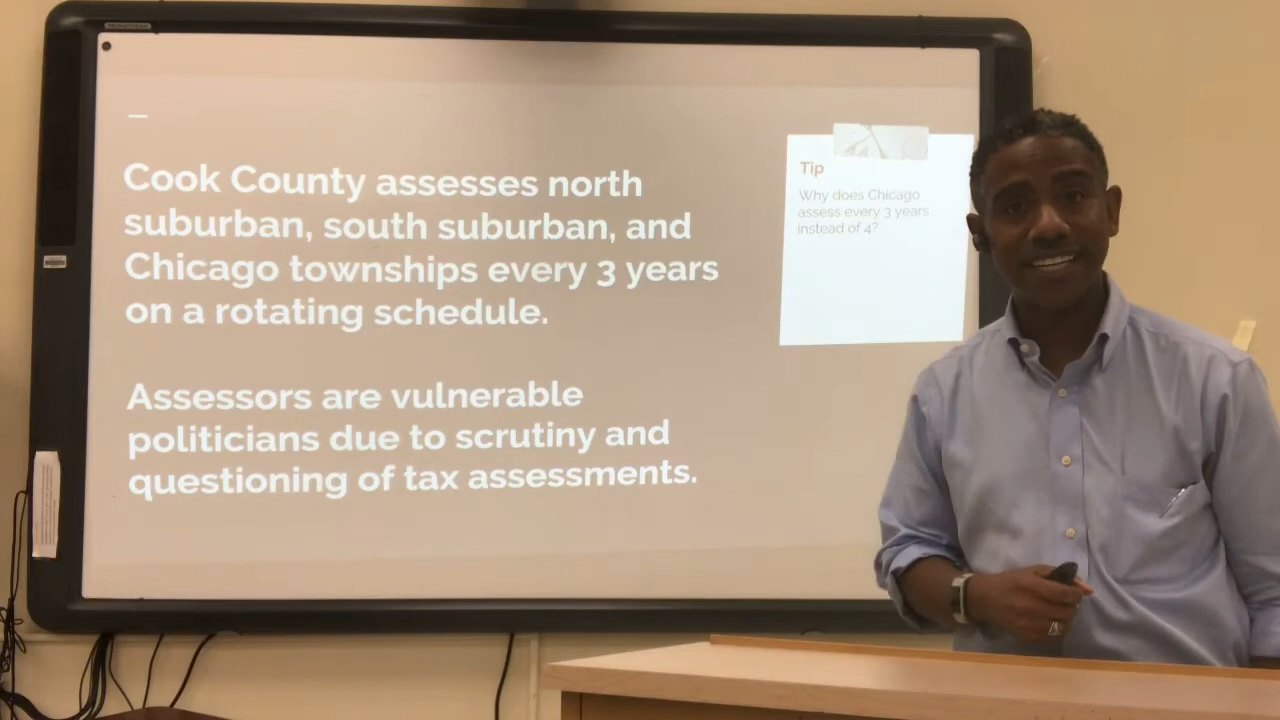 PROMETHEAN
Cook County assesses north
suburban, south suburban, and
Chicago townships every 3 years
on a rotating schedule.
Assessors are vulnerable
politicians due to scrutiny and
questioning of tax assessments.
Tip
Why does Chicago
assess every 3 years
instead of 4?